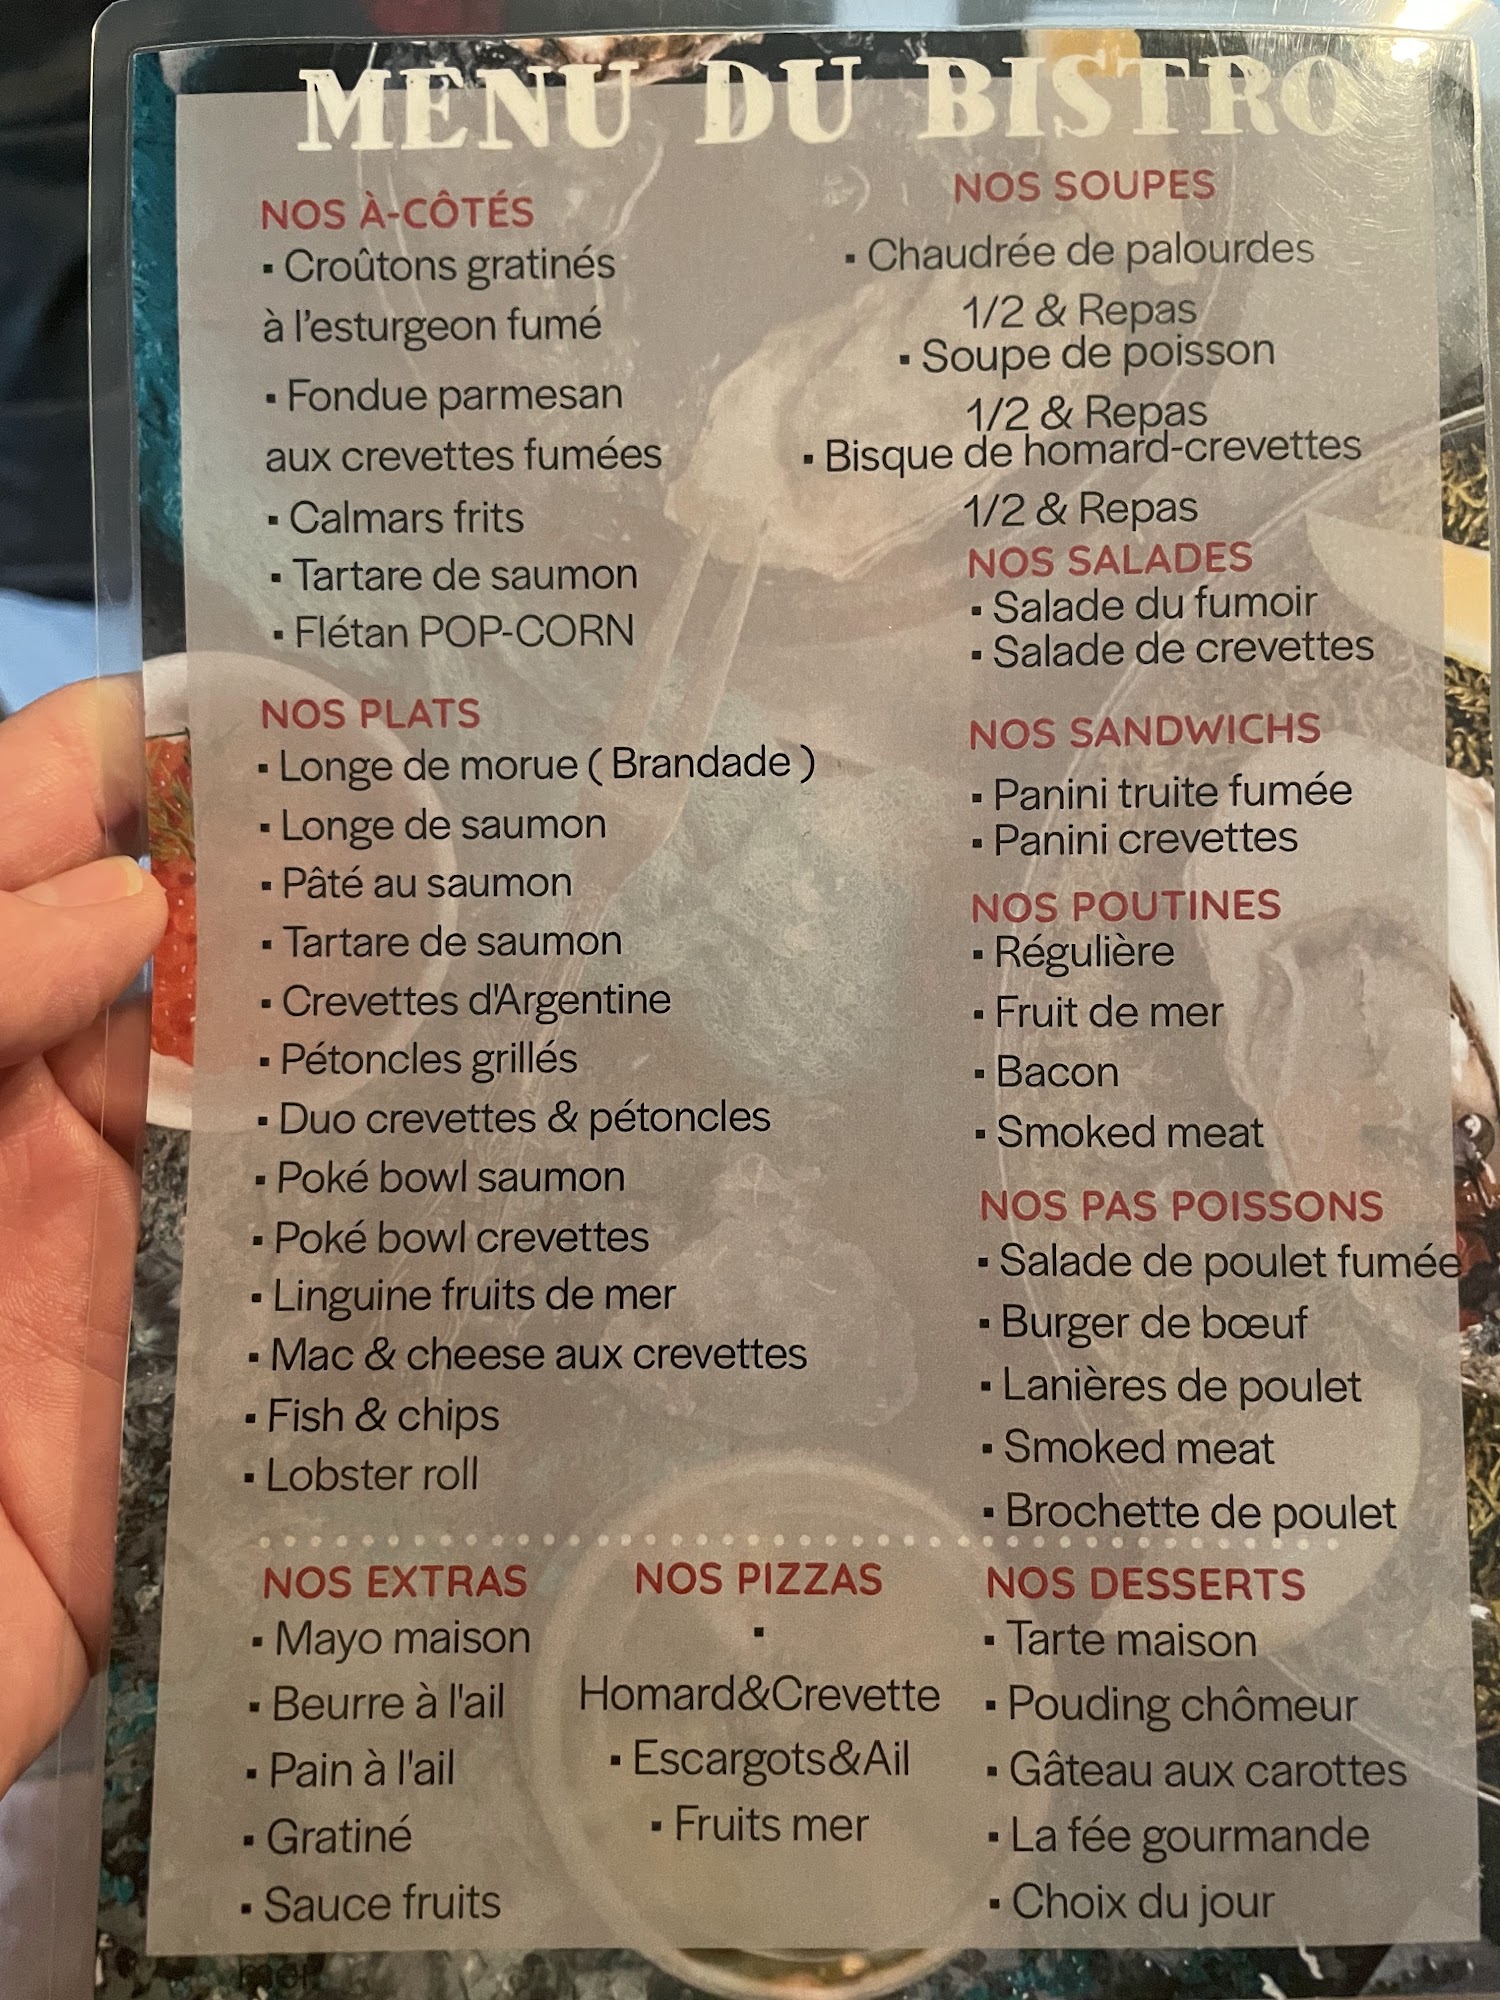 MENU DU BISTRO
NOS À-CÔTÉS
▪ Croûtons gratinés
à l'esturgeon fumé
▪ Fondue parmesan
aux crevettes fumées
▪ Calmars frits
▪ Tartare de saumon
▪ Flétan POP-CORN
NOS PLATS
▪ Longe de morue ( Brandade )
▪ Longe de saumon
▪ Pâté au saumon
▪ Tartare de saumon
▪ Crevettes d'Argentine
▪ Pétoncles grillés
▪ Duo crevettes & pétoncles
▪ Poké bowl saumon
▪ Poké bowl crevettes
▪ Linguine fruits de mer
▪ Mac & cheese aux crevettes
▪ Fish & chips
▪ Lobster roll
NOS SOUPES
▪ Chaudrée de palourdes
1/2 & Repas
▪ Soupe de poisson
1/2 & Repas
▪ Bisque de homard-crevettes
1/2 & Repas
NOS SALADES
▪ Salade du fumoir
▪ Salade de crevettes
NOS SANDWICHS
▪ Panini truite fumée
▪ Panini crevettes
NOS POUTINES
▪ Régulière
▪ Fruit de mer
▪ Bacon
▪ Smoked meat
NOS PAS POISSONS
▪ Salade de poulet fumée
▪ Burger de bœuf
▪ Lanières de poulet
▪ Smoked meat
▪ Brochette de poulet
NOS EXTRAS
▪ Mayo maison
▪ Beurre à l'ail
▪ Pain à l'ail
▪ Gratiné
▪ Sauce fruits
mer
NOS PIZZAS
▪
Homard&Crevette
▪ Escargots&Ail
▪ Fruits mer
NOS DESSERTS
▪ Tarte maison
▪ Pouding chômeur
▪ Gâteau aux carottes
▪ La fée gourmande
▪ Choix du jour